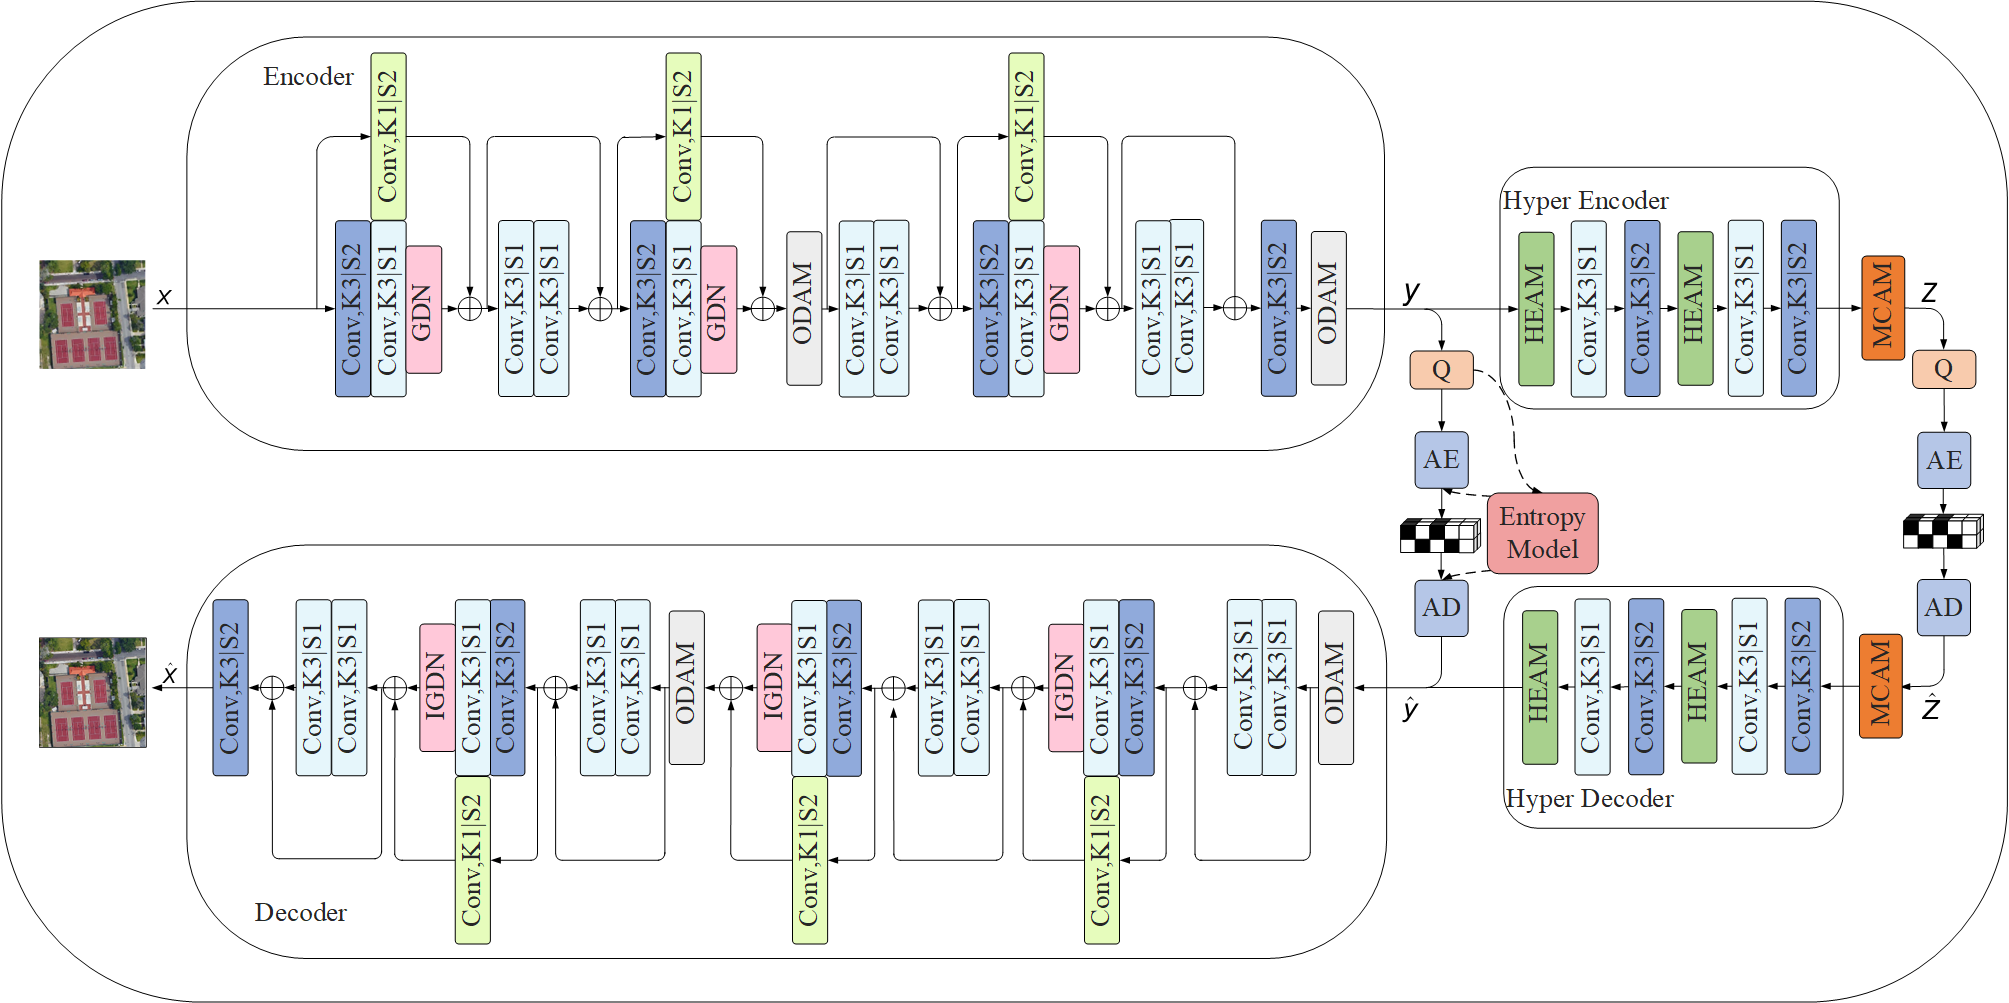 Encoder
Conv,K1|S2
Conv,K1|S2
Conv,K1|S2
x
Conv,K3|S2
Conv,K3|S1
GDN
Conv,K3|S1
Conv,K3|S1
Conv,K3|S2
Conv,K3|S1
GDN
ODAM
Conv,K3|S1
Conv,K3|S1
Conv,K3|S2
Conv,K3|S1
GDN
Conv,K3|S1
Conv,K3|S1
Conv,K3|S2
ODAM
y
Hyper Encoder
HEAM
Conv,K3|S1
Conv,K3|S2
HEAM
Conv,K3|S1
Conv,K3|S2
MCAM
z
Q
Q
AE
AE
Entropy
Model
AD
AD
x̂
Conv,K3|S2
Conv,K3|S1
Conv,K3|S1
IGDN
Conv,K3|S1
Conv,K3|S2
Conv,K3|S1
Conv,K3|S1
ODAM
IGDN
Conv,K3|S1
Conv,K3|S2
Conv,K3|S1
Conv,K3|S1
IGDN
Conv,K3|S1
Conv,K3|S2
Conv,K3|S1
Conv,K3|S1
ODAM
ŷ
HEAM
Conv,K3|S1
Conv,K3|S2
HEAM
Conv,K3|S1
Conv,K3|S2
MCAM
ẑ
Hyper Decoder
Conv,K1|S2
Conv,K1|S2
Conv,K1|S2
Decoder